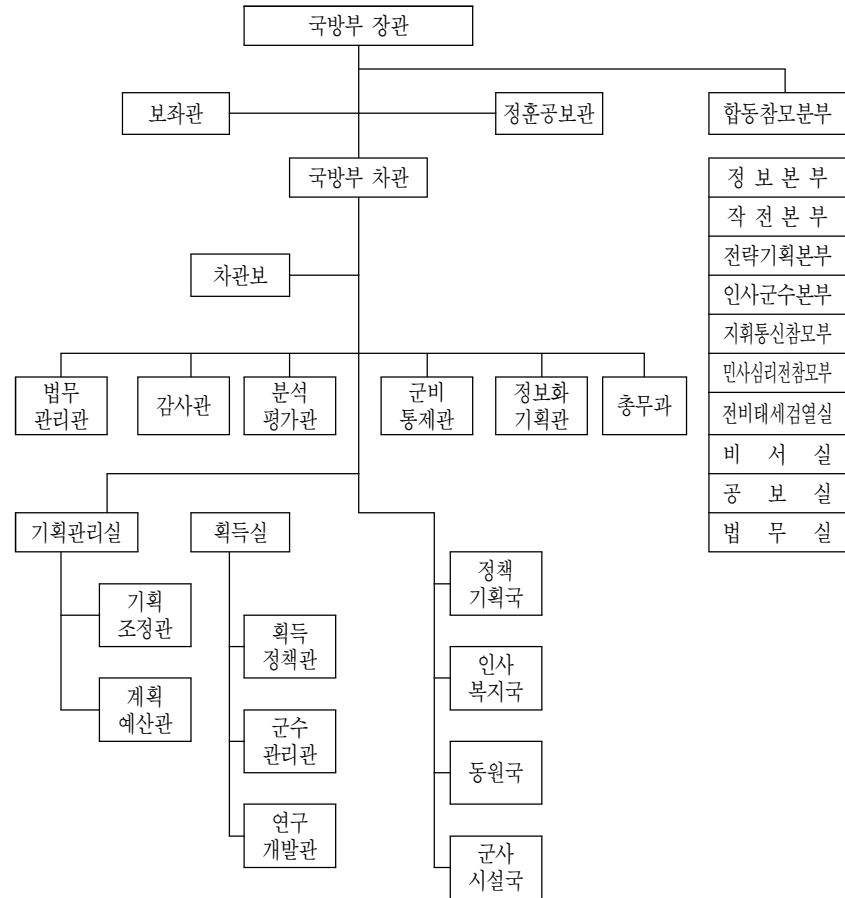 국방부 장관
보좌관
정훈공보관
합동참모분부
국방부 차관
정 보 본 부
작 전 본 부
전략기획본부
인사군수본부
지휘통신참모부
민사심리전참모부
전비태세검열실
비 서 실
공 보 실
법 무 실
차관보
법무
관리관
감사관
분석
평가관
군비
통제관
정보화
기획관
총무과
기획관리실
획득실
기획
조정관
계획
예산관
획득
정책관
군수
관리관
연구
개발관
정책
기획국
인사
복지국
동원국
군사
시설국